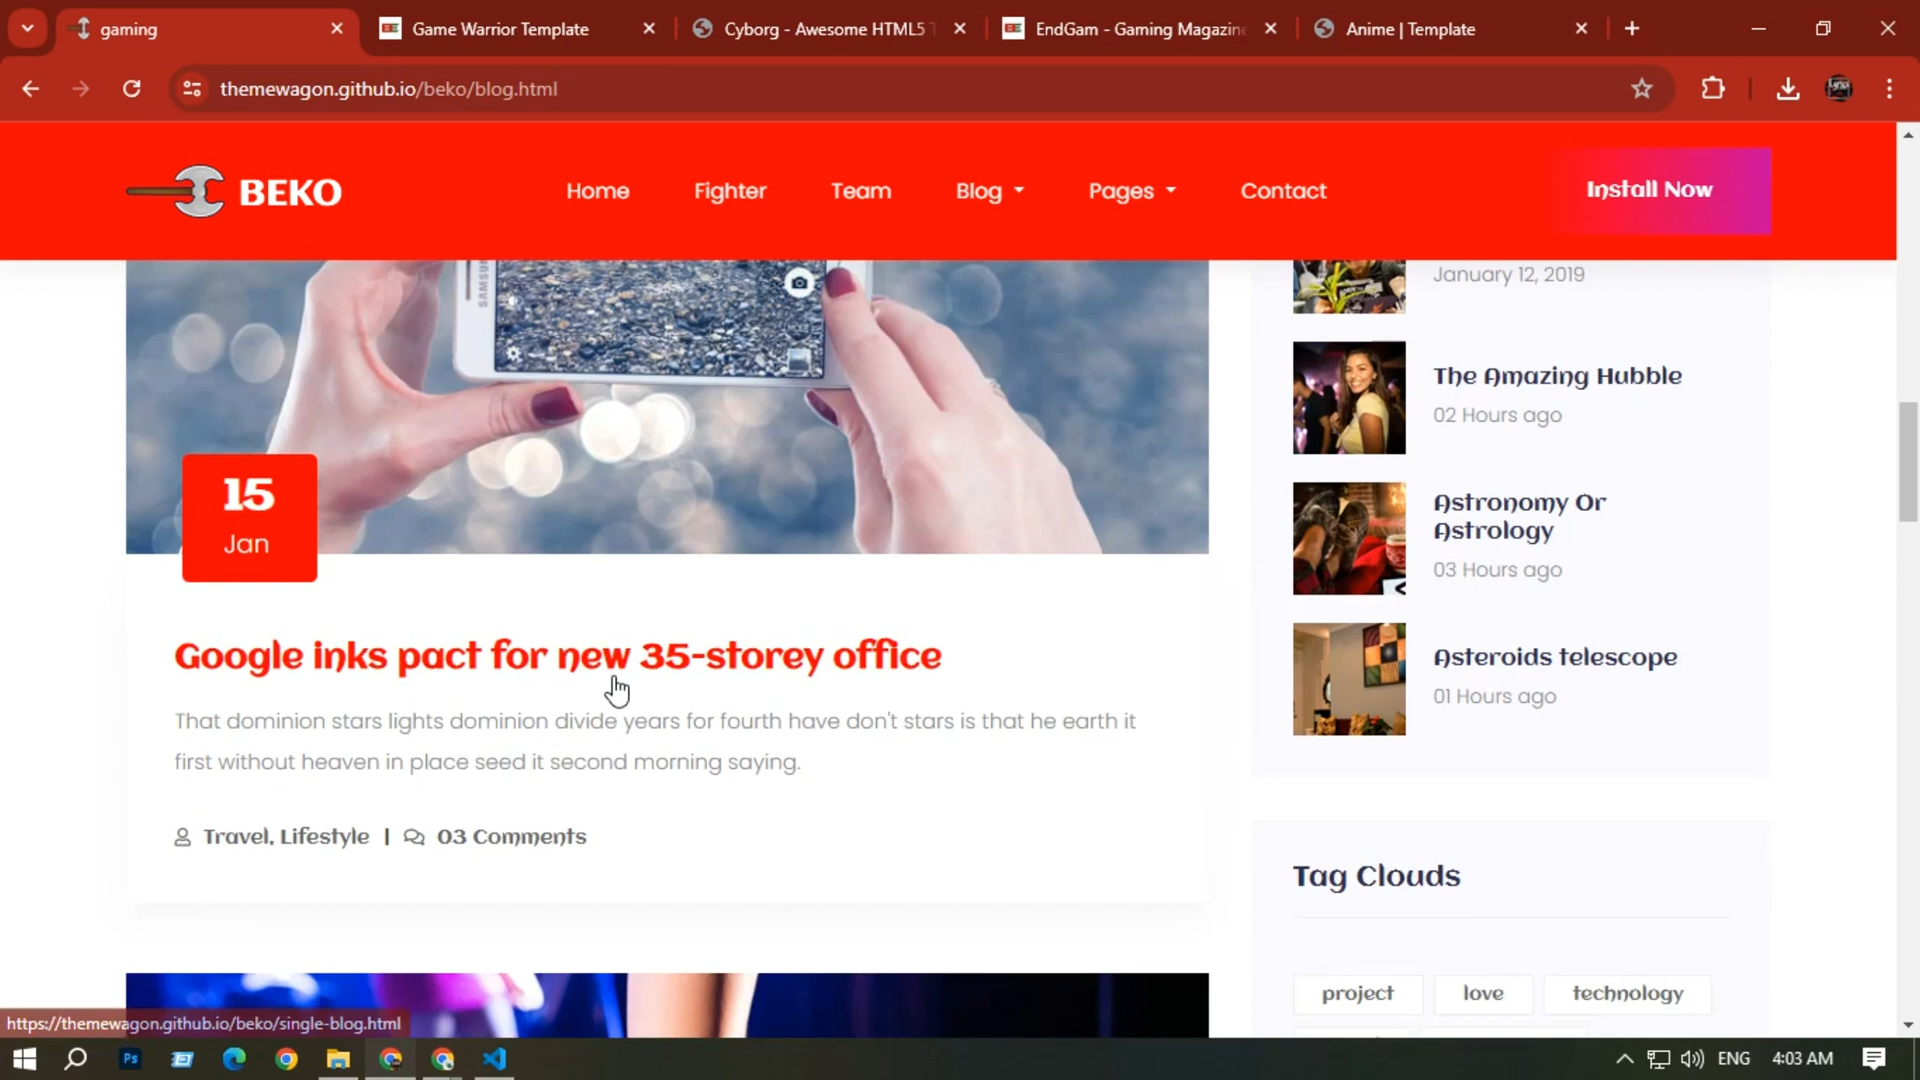 gaming
Game Warrior Template
Cyborg - Awesome HTML5 T
EndGam - Gaming Magazin
Anime | Template
themewagon.github.io/beko/blog.html
BEKO
Home
Fighter
Team
Blog
Pages
Contact
Install Now
SAMSUNG
MODE
January 12, 2019
The Amazing Hubble
02 Hours ago
Astronomy Or
Astrology
03 Hours ago
Asteroids telescope
01 Hours ago
15
Jan
Google inks pact for new 35-storey office
That dominion stars lights dominion divide years for fourth have don't stars is that he earth it
first without heaven in place seed it second morning saying.
Travel, Lifestyle | 03 Comments
Tag Clouds
project
love
technology
https://themewagon.github.io/beko/single-blog.html
Ps
ENG
4:03 AM